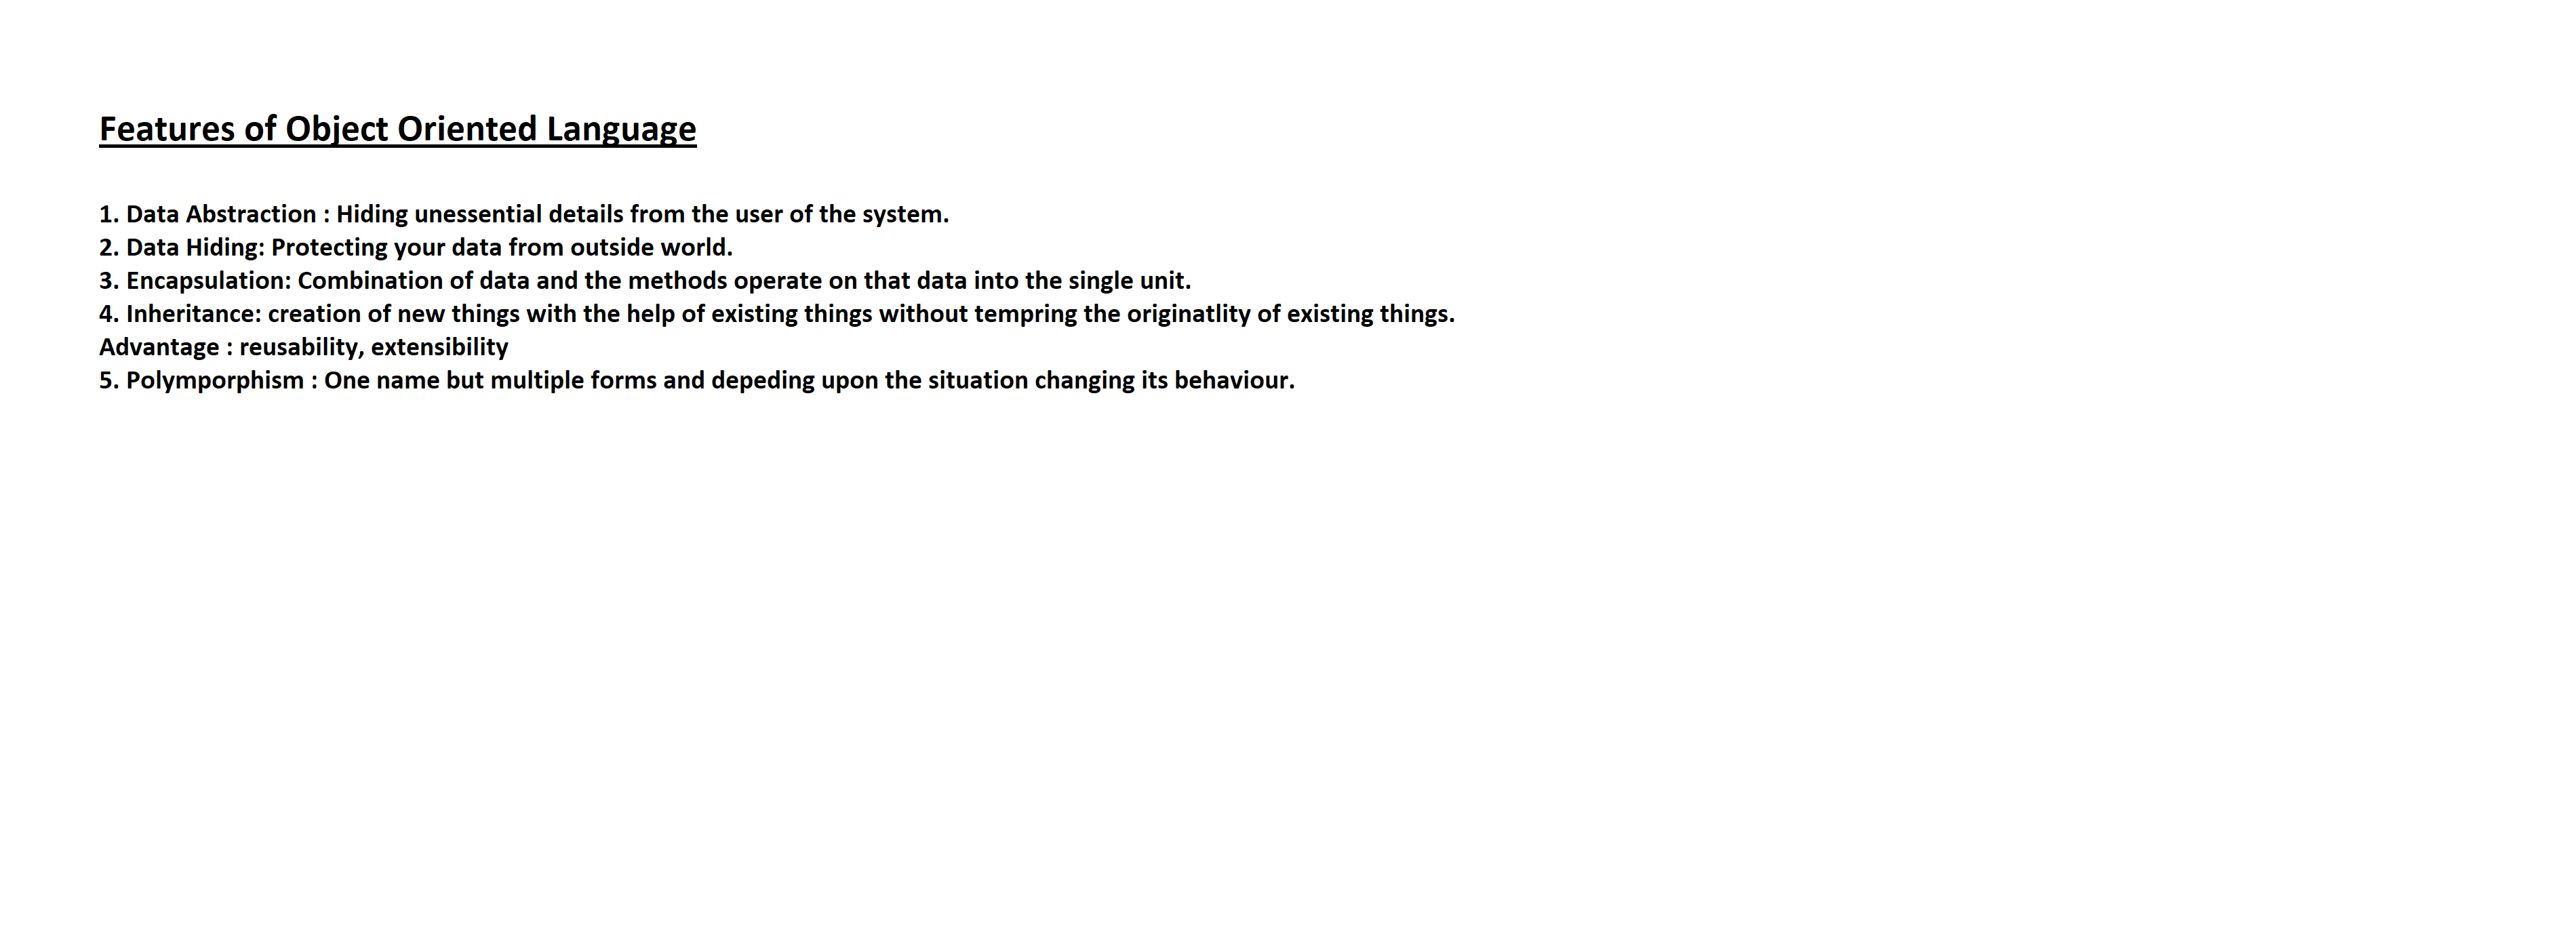 Features of Object Oriented Language
1. Data Abstraction : Hiding unessential details from the user of the system.
2. Data Hiding: Protecting your data from outside world.
3. Encapsulation: Combination of data and the methods operate on that data into the single unit.
4. Inheritance: creation of new things with the help of existing things without tempring the originatlity of existing things.
Advantage : reusability, extensibility
5. Polymporphism : One name but multiple forms and depeding upon the situation changing its behaviour.